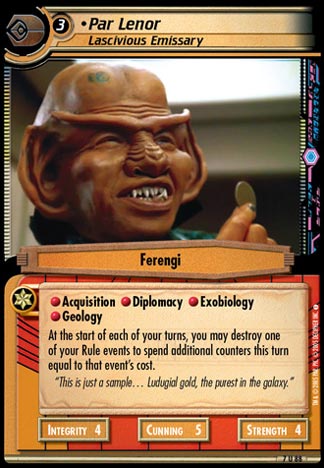 3
•Par Lenor
Lascivious Emissary
Ferengi
Acquisition Diplomacy Exobiology
Geology
At the start of each of your turns, you may destroy one
of your Rule events to spend additional counters this turn
equal to that event's cost.
"This is just a sample... Ludugial gold, the purest in the galaxy."
Integrity 4 Cunning 5 Strength 4
7 U 88